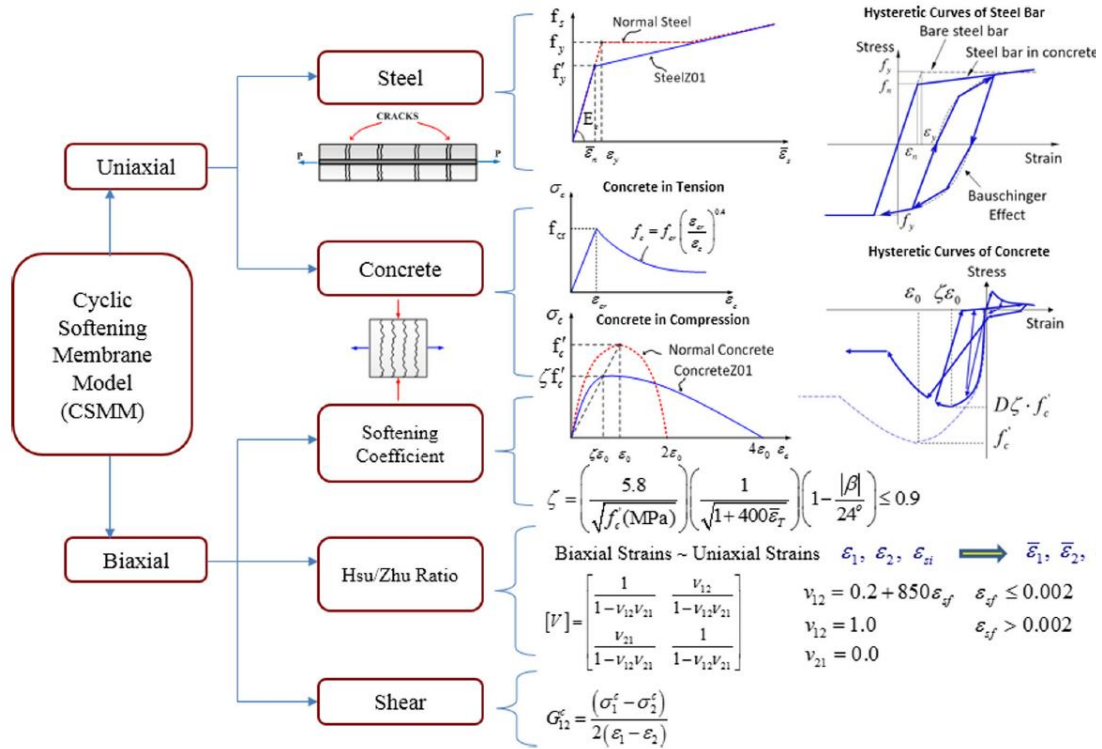 Cyclic
Softening
Membrane
Model
(CSMM)
Uniaxial
Biaxial
Steel
CRACKS
P
P
Concrete
Softening
Coefficient
Hsu/Zhu Ratio
Shear
f_s
f_y
f'_y
Normal Steel
SteelZ01
E_s
ε̅_n ε_y ε̅_s
Concrete in Tension
σ_c
f_cr
f_c = f_cr (ε_cr / ε_c)^0.4
ε_cr ε_c
Concrete in Compression
σ_c
f'_c
ζf'_c
Normal Concrete
ConcreteZ01
ζε_0 ε_0 2ε_0 4ε_0 ε_c
Hysteretic Curves of Steel Bar
Stress
Bare steel bar
Steel bar in concrete
f_y
f_n
ε_y
ε_n
Strain
Bauschinger
Effect
f_y
Hysteretic Curves of Concrete
Stress
ε_0 ζε_0
Strain
Dζ · f'_c
f'_c
ζ = (5.8 / √f'_c(MPa)) (1 / √1 + 400ε̅_T) (1 − |β| / 24°) ≤ 0.9
Biaxial Strains ~ Uniaxial Strains ε_1, ε_2, ε_si ⇒ ε̅_1, ε̅_2,
[V] = [1 / 1−ν_12ν_21 ν_12 / 1−ν_12ν_21
ν_21 / 1−ν_12ν_21 1 / 1−ν_12ν_21]
ν_12 = 0.2 + 850ε_sf ε_sf ≤ 0.002
ν_12 = 1.0 ε_sf > 0.002
ν_21 = 0.0
G^c_12 = (σ^c_1 − σ^c_2) / 2(ε_1 − ε_2)